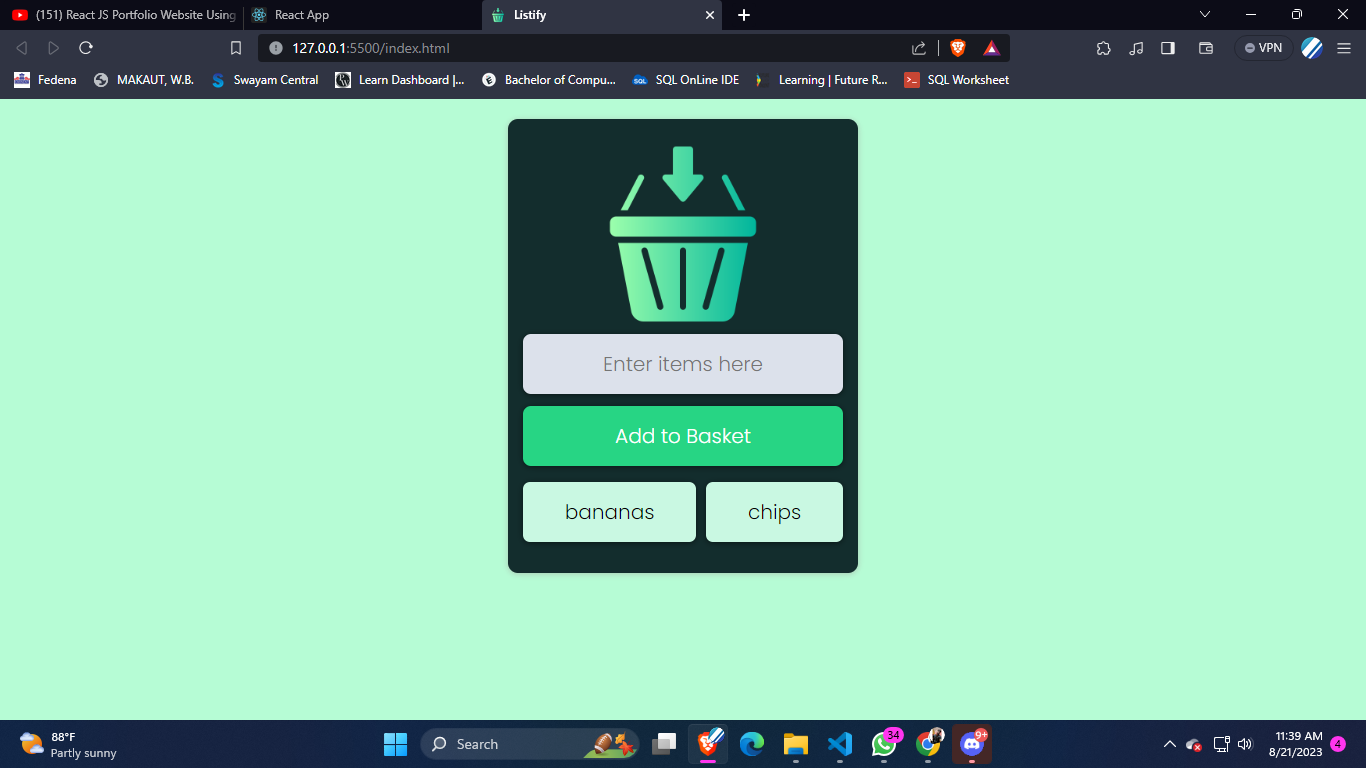 (151) React JS Portfolio Website Using
React App
Listify
127.0.0.1:5500/index.html
VPN
Fedena
MAKAUT, W.B.
Swayam Central
Learn Dashboard |...
Bachelor of Compu...
SQL OnLine IDE
Learning | Future R...
SQL Worksheet
Enter items here
Add to Basket
bananas
chips
88°F
Partly sunny
Search
34
9+
11:39 AM
8/21/2023
4